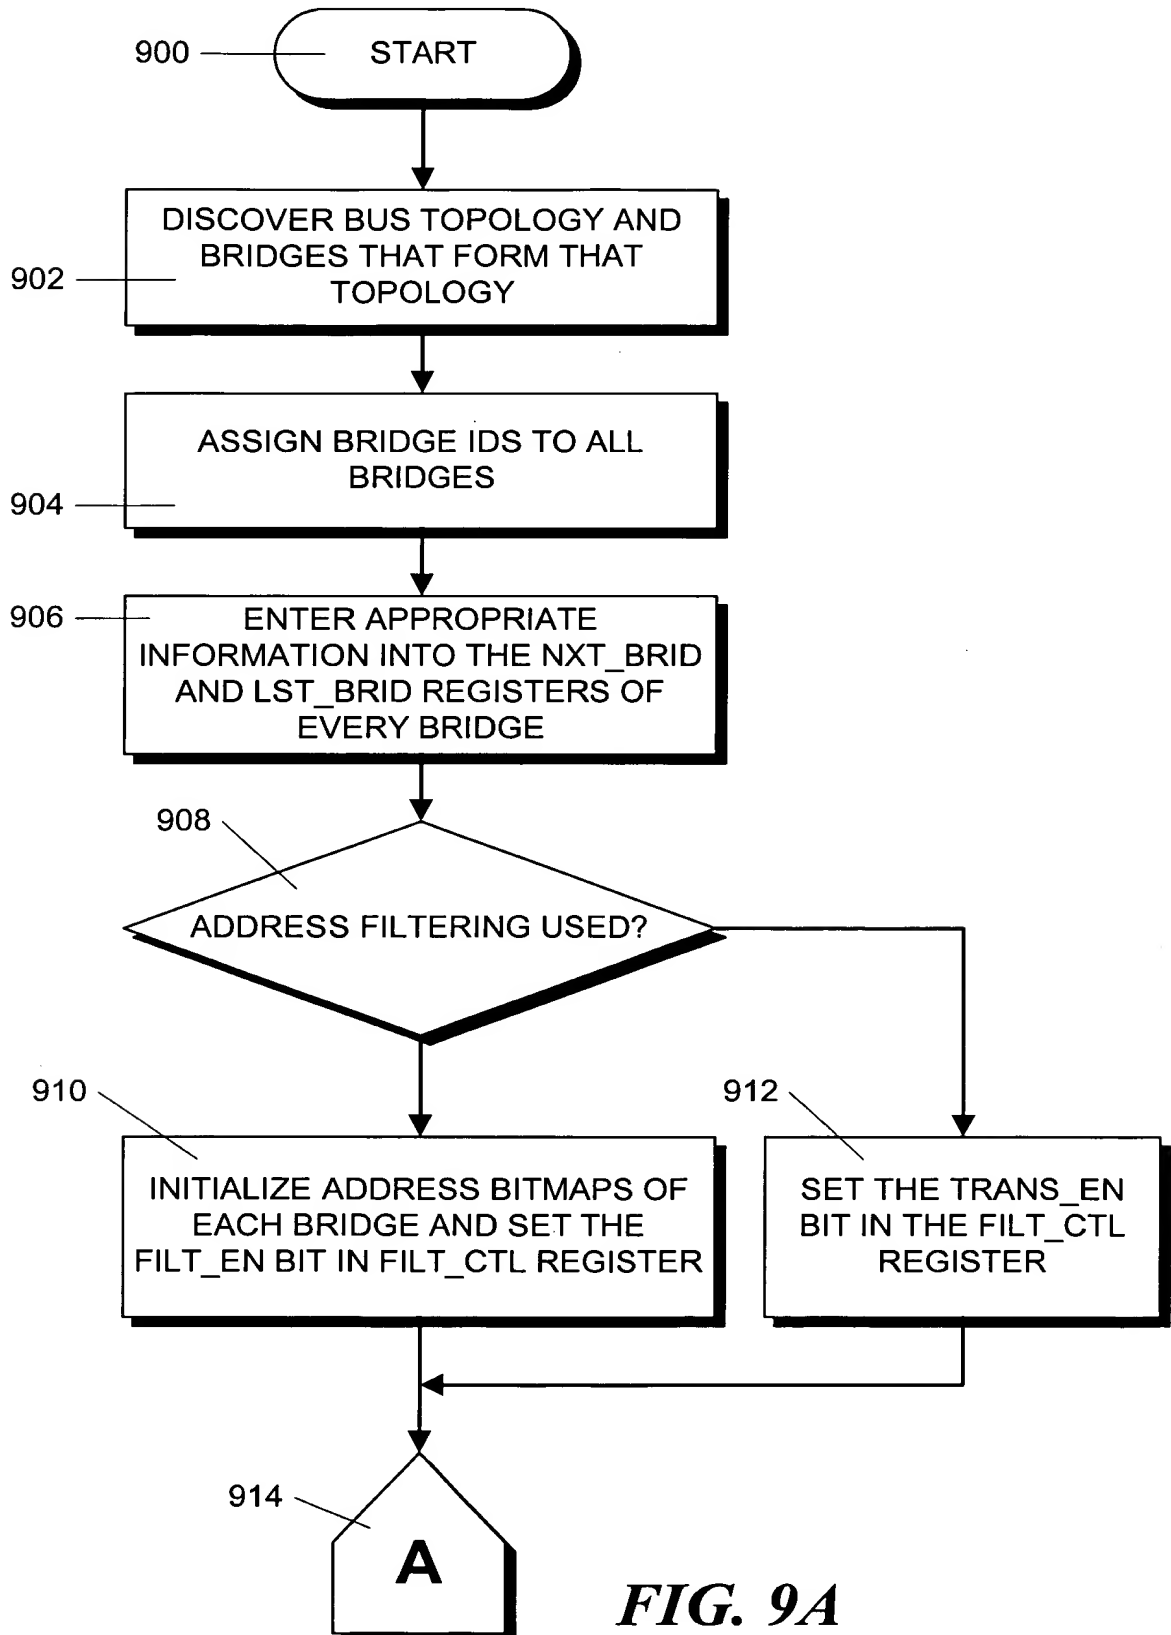 900
START
DISCOVER BUS TOPOLOGY AND
BRIDGES THAT FORM THAT
TOPOLOGY
902
ASSIGN BRIDGE IDS TO ALL
BRIDGES
904
906
ENTER APPROPRIATE
INFORMATION INTO THE NXT_BRID
AND LST_BRID REGISTERS OF
EVERY BRIDGE
908
ADDRESS FILTERING USED?
910
INITIALIZE ADDRESS BITMAPS OF
EACH BRIDGE AND SET THE
FILT_EN BIT IN FILT_CTL REGISTER
912
SET THE TRANS_EN
BIT IN THE FILT_CTL
REGISTER
914
A
FIG. 9A